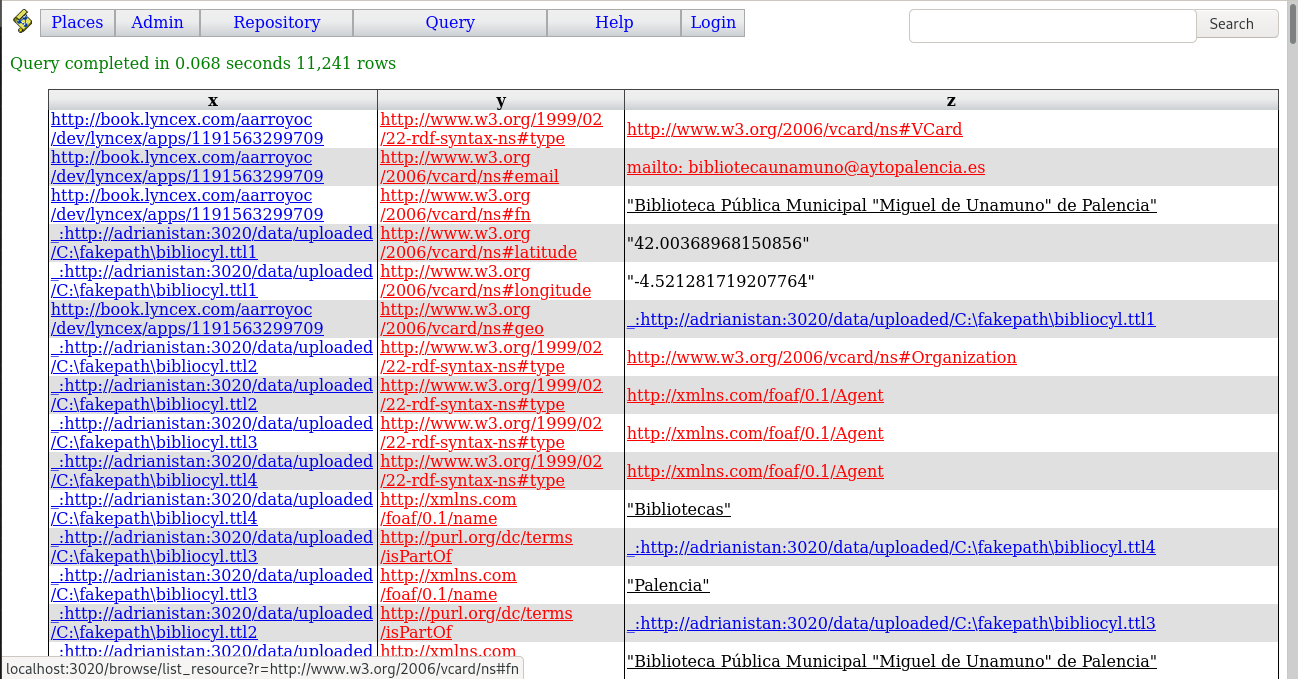 Places Admin Repository Query Help Login Search
Query completed in 0.068 seconds 11,241 rows
x y z
http://book.lyncex.com/aarroyoc http://www.w3.org/1999/02
/dev/lyncex/apps/1191563299709 /22-rdf-syntax-ns#type http://www.w3.org/2006/vcard/ns#VCard
http://book.lyncex.com/aarroyoc http://www.w3.org
/dev/lyncex/apps/1191563299709 /2006/vcard/ns#email mailto: bibliotecaunamuno@aytopalencia.es
http://book.lyncex.com/aarroyoc http://www.w3.org
/dev/lyncex/apps/1191563299709 /2006/vcard/ns#fn "Biblioteca Pública Municipal "Miguel de Unamuno" de Palencia"
_:http://adrianistan:3020/data/uploaded http://www.w3.org
/C:\fakepath\bibliocyl.ttl1 /2006/vcard/ns#latitude "42.00368968150856"
_:http://adrianistan:3020/data/uploaded http://www.w3.org
/C:\fakepath\bibliocyl.ttl1 /2006/vcard/ns#longitude "-4.521281719207764"
http://book.lyncex.com/aarroyoc http://www.w3.org
/dev/lyncex/apps/1191563299709 /2006/vcard/ns#geo _:http://adrianistan:3020/data/uploaded/C:\fakepath\bibliocyl.ttl1
_:http://adrianistan:3020/data/uploaded http://www.w3.org/1999/02
/C:\fakepath\bibliocyl.ttl2 /22-rdf-syntax-ns#type http://www.w3.org/2006/vcard/ns#Organization
_:http://adrianistan:3020/data/uploaded http://www.w3.org/1999/02
/C:\fakepath\bibliocyl.ttl2 /22-rdf-syntax-ns#type http://xmlns.com/foaf/0.1/Agent
_:http://adrianistan:3020/data/uploaded http://www.w3.org/1999/02
/C:\fakepath\bibliocyl.ttl3 /22-rdf-syntax-ns#type http://xmlns.com/foaf/0.1/Agent
_:http://adrianistan:3020/data/uploaded http://www.w3.org/1999/02
/C:\fakepath\bibliocyl.ttl4 /22-rdf-syntax-ns#type http://xmlns.com/foaf/0.1/Agent
_:http://adrianistan:3020/data/uploaded http://xmlns.com
/C:\fakepath\bibliocyl.ttl4 /foaf/0.1/name "Bibliotecas"
_:http://adrianistan:3020/data/uploaded http://purl.org/dc/terms
/C:\fakepath\bibliocyl.ttl3 /isPartOf _:http://adrianistan:3020/data/uploaded/C:\fakepath\bibliocyl.ttl4
_:http://adrianistan:3020/data/uploaded http://xmlns.com
/C:\fakepath\bibliocyl.ttl3 /foaf/0.1/name "Palencia"
_:http://adrianistan:3020/data/uploaded http://purl.org/dc/terms
/C:\fakepath\bibliocyl.ttl2 /isPartOf _:http://adrianistan:3020/data/uploaded/C:\fakepath\bibliocyl.ttl3
_:http://adrianistan:3020/data/uploaded http://xmlns.com
"Biblioteca Pública Municipal "Miguel de Unamuno" de Palencia"
localhost:3020/browse/list_resource?r=http://www.w3.org/2006/vcard/ns#fn